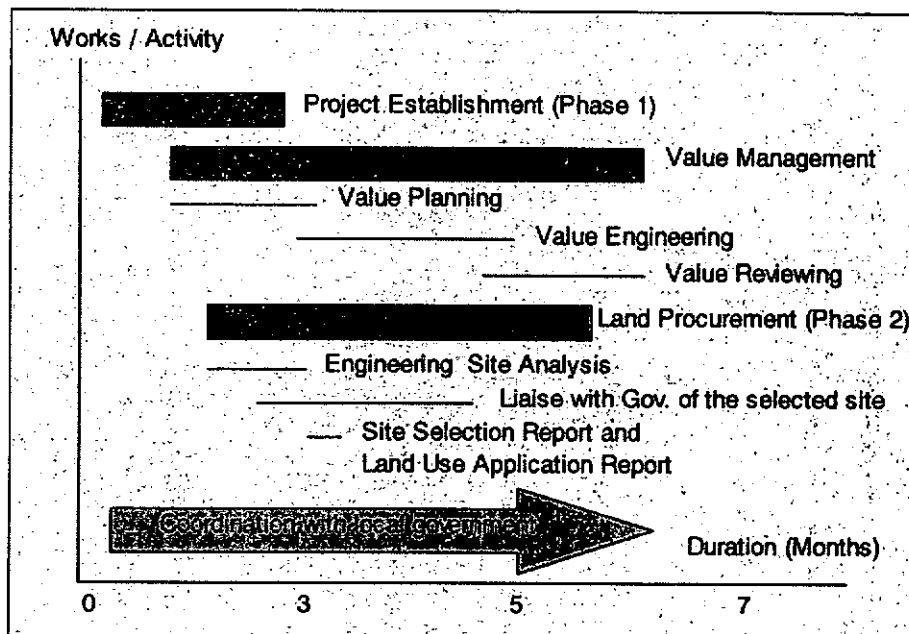 Works / Activity
Project Establishment (Phase 1)
Value Management
Value Planning
Value Engineering
Value Reviewing
Land Procurement (Phase 2)
Engineering Site Analysis
Liaise with Gov. of the selected site
Site Selection Report and
Land Use Application Report
Coordination with local government
Duration (Months)
0 3 5 7